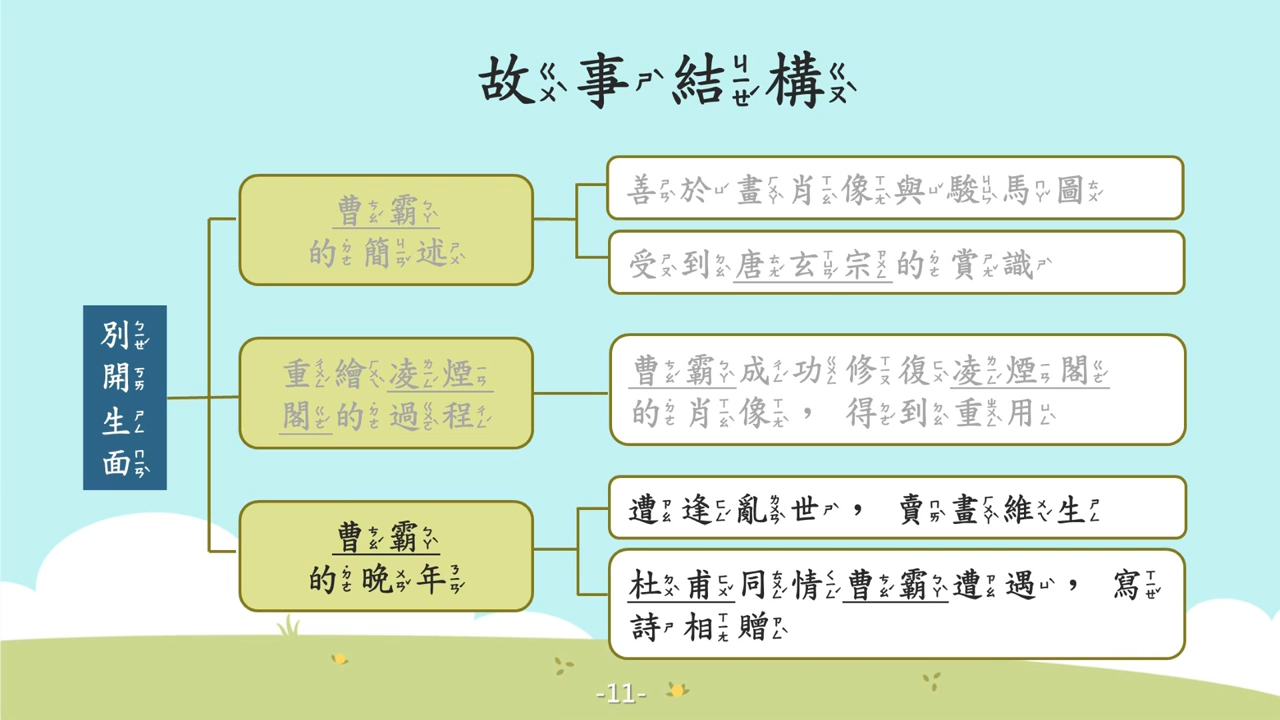 故事結構
別開生面
曹霸
的簡述
善於畫肖像與駿馬圖
受到唐玄宗的賞識
重繪凌煙
閣的過程
曹霸成功修復凌煙閣
的肖像，得到重用
曹霸
的晚年
遭逢亂世，賣畫維生
杜甫同情曹霸遭遇，寫
詩相贈
-11-